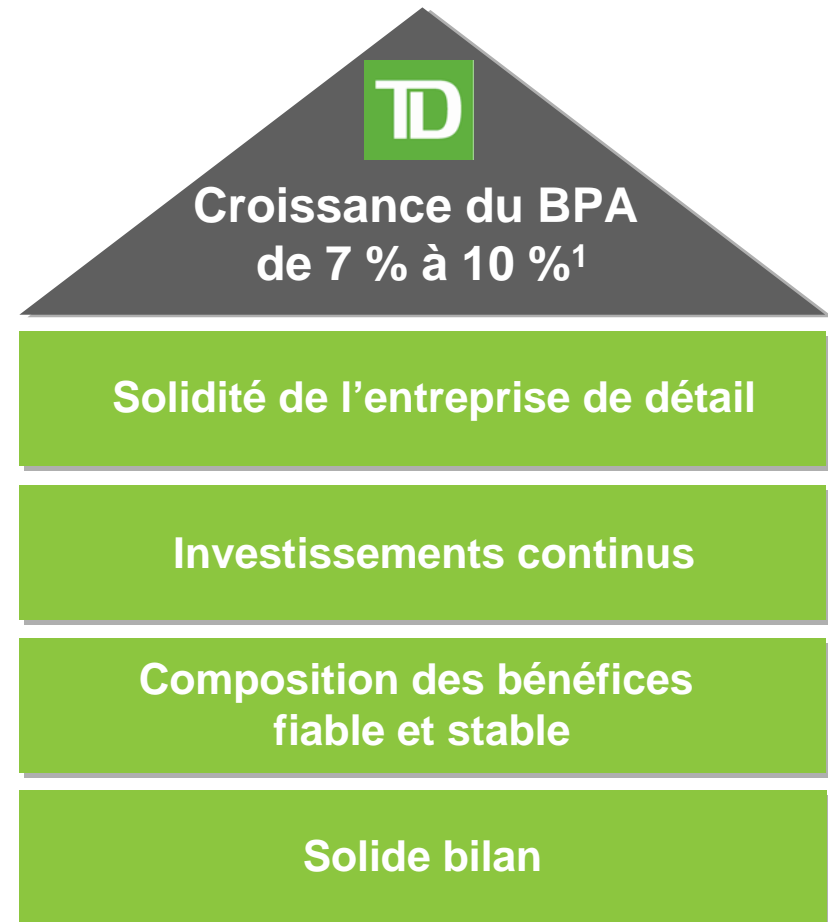 TD
Croissance du BPA
de 7 % à 10 %¹
Solidité de l’entreprise de détail
Investissements continus
Composition des bénéfices
fiable et stable
Solide bilan